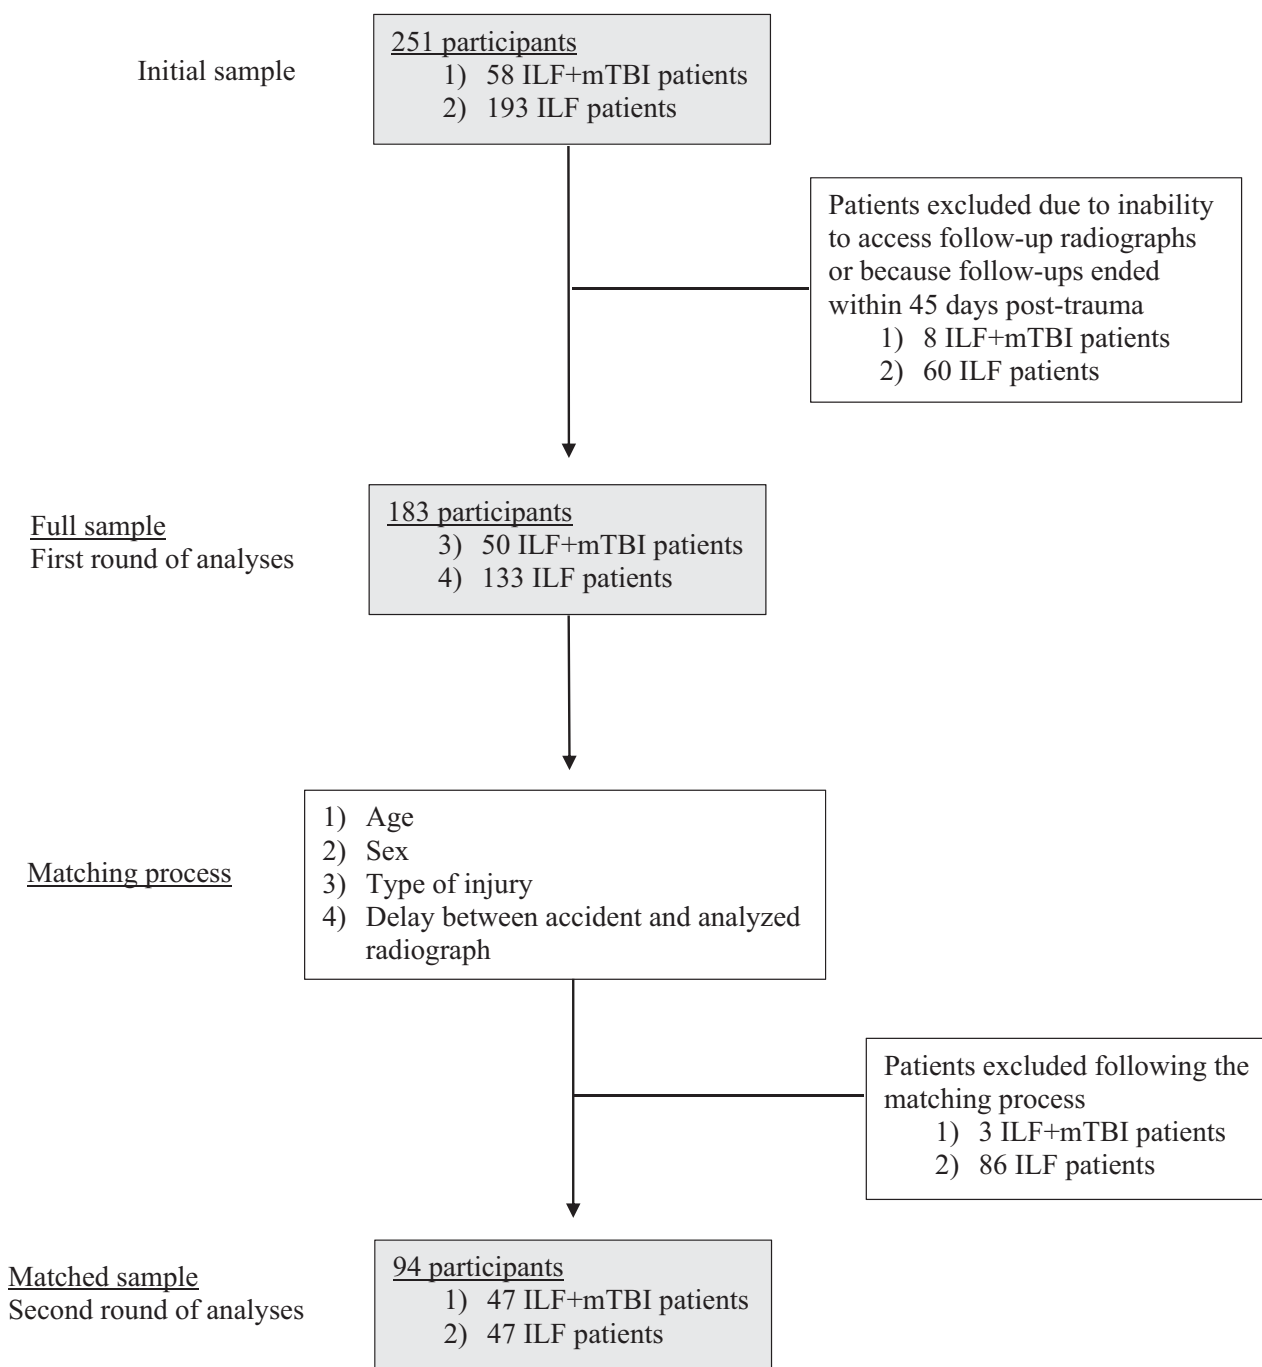 251 participants
1) 58 ILF+mTBI patients
2) 193 ILF patients
Initial sample
Patients excluded due to inability
to access follow-up radiographs
or because follow-ups ended
within 45 days post-trauma
1) 8 ILF+mTBI patients
2) 60 ILF patients
Full sample
First round of analyses
183 participants
3) 50 ILF+mTBI patients
4) 133 ILF patients
Matching process
1) Age
2) Sex
3) Type of injury
4) Delay between accident and analyzed
radiograph
Patients excluded following the
matching process
1) 3 ILF+mTBI patients
2) 86 ILF patients
Matched sample
Second round of analyses
94 participants
1) 47 ILF+mTBI patients
2) 47 ILF patients